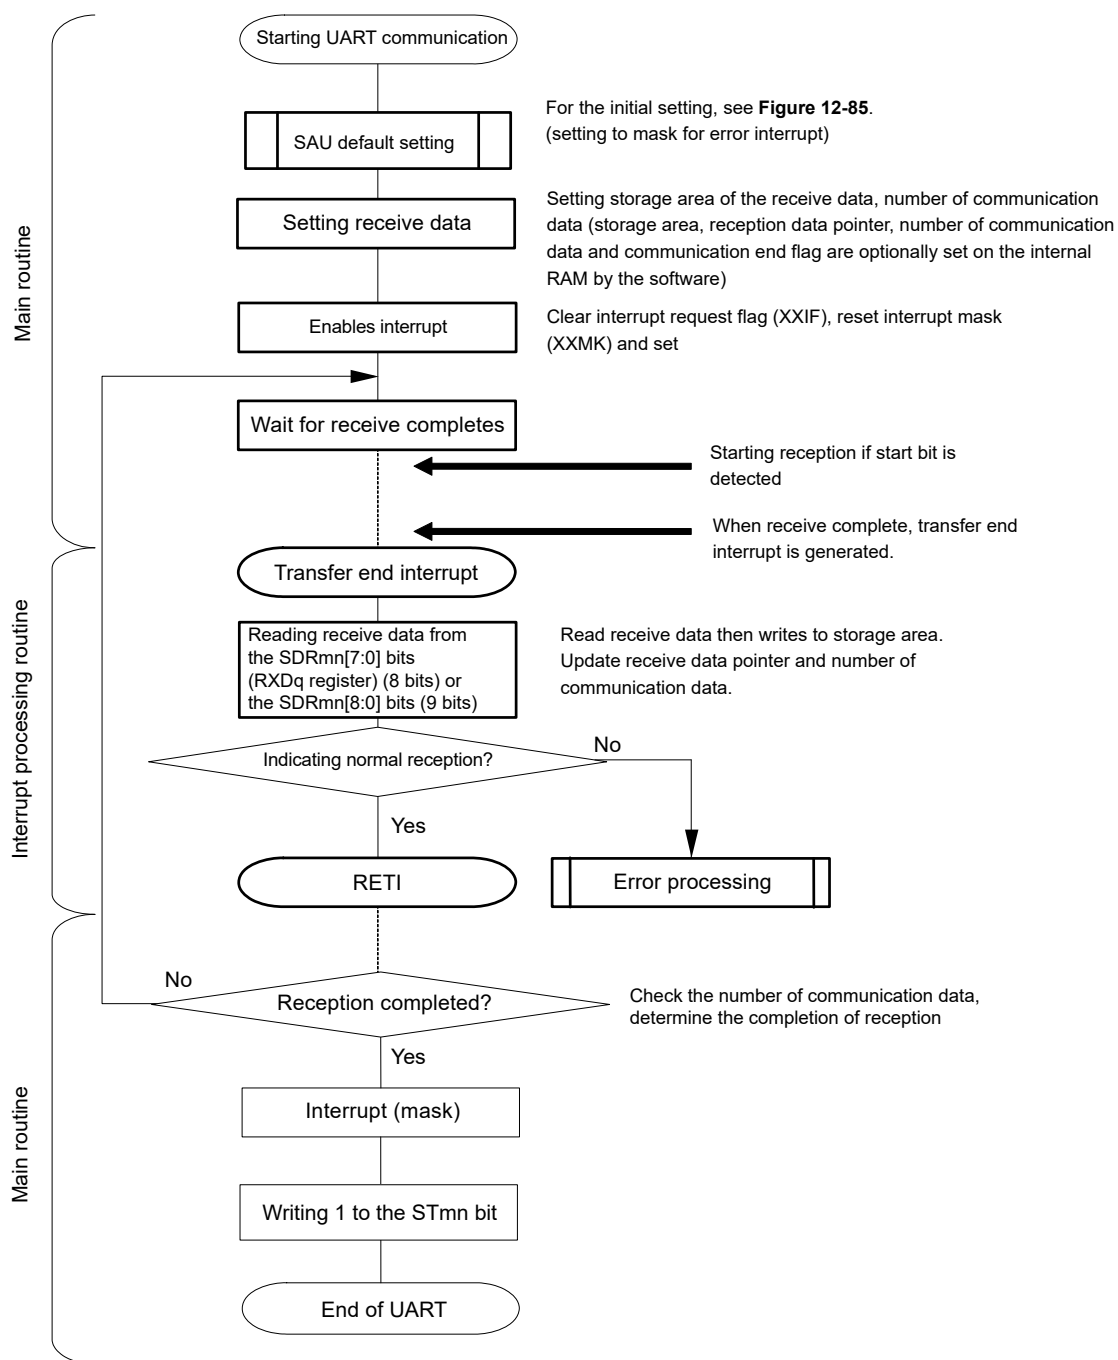 Starting UART communication
For the initial setting, see Figure 12-85.
(setting to mask for error interrupt)
SAU default setting
Setting storage area of the receive data, number of communication
data (storage area, reception data pointer, number of communication
data and communication end flag are optionally set on the internal
RAM by the software)
Setting receive data
Main routine
Enables interrupt
Clear interrupt request flag (XXIF), reset interrupt mask
(XXMK) and set
Wait for receive completes
Starting reception if start bit is
detected
When receive complete, transfer end
interrupt is generated.
Transfer end interrupt
Interrupt processing routine
Reading receive data from
the SDRmn[7:0] bits
(RXDq register) (8 bits) or
the SDRmn[8:0] bits (9 bits)
Read receive data then writes to storage area.
Update receive data pointer and number of
communication data.
Indicating normal reception?
No
Yes
RETI
Error processing
No
Reception completed?
Check the number of communication data,
determine the completion of reception
Yes
Main routine
Interrupt (mask)
Writing 1 to the STmn bit
End of UART